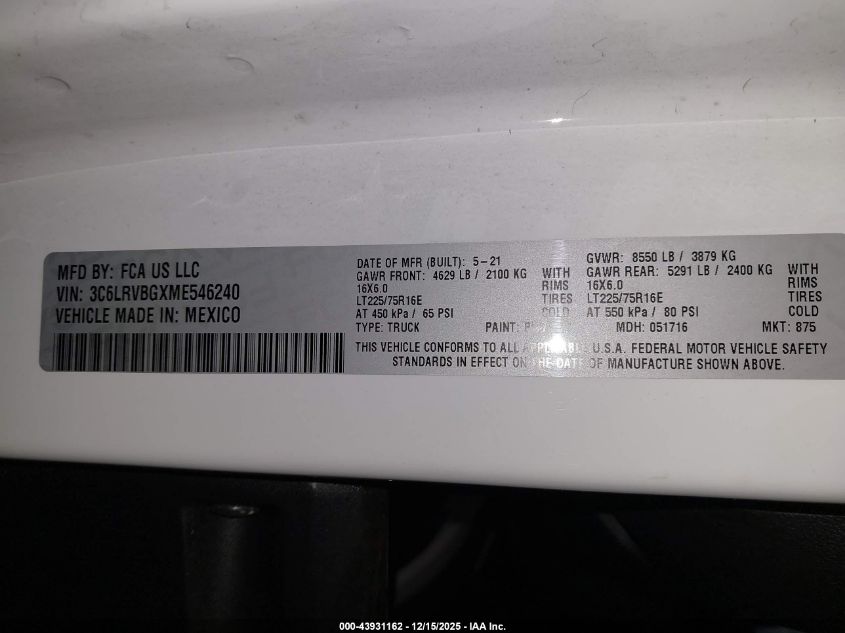 MFD BY: FCA US LLC
VIN: 3C6LRVBGXME546240
VEHICLE MADE IN: MEXICO
DATE OF MFR (BUILT): 5-21
GAWR FRONT: 4629 LB / 2100 KG WITH
16X6.0 RIMS
LT225/75R16E TIRES
AT 450 kPa / 65 PSI COLD
TYPE: TRUCK PAINT:
GVWR: 8550 LB / 3879 KG
GAWR REAR: 5291 LB / 2400 KG WITH
16X6.0 RIMS
LT225/75R16E TIRES
AT 550 kPa / 80 PSI COLD
MDH: 051716 MKT: 875
THIS VEHICLE CONFORMS TO ALL APPLICABLE U.S.A. FEDERAL MOTOR VEHICLE SAFETY
STANDARDS IN EFFECT ON THE DATE OF MANUFACTURE SHOWN ABOVE.
000-43931162 - 12/15/2025 - IAA Inc.